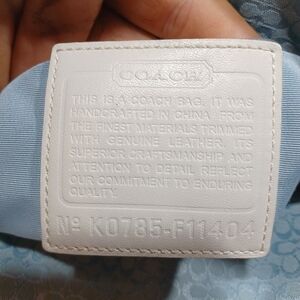 COACH
THIS IS A COACH BAG. IT WAS
HANDCRAFTED IN CHINA FROM
THE FINEST MATERIALS TRIMMED
WITH GENUINE LEATHER. ITS
SUPERIOR CRAFTSMANSHIP AND
ATTENTION TO DETAIL REFLECT
OUR COMMITMENT TO ENDURING
QUALITY.
Nº K0785-F11404